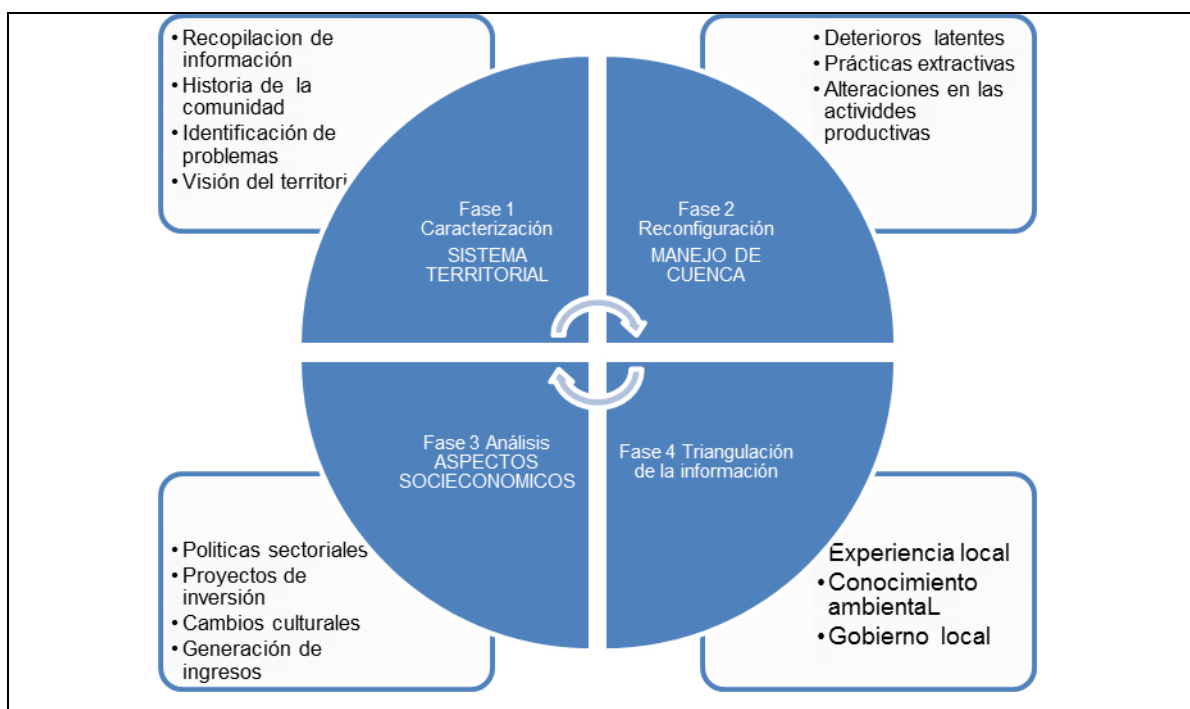 • Recopilacion de
información
• Historia de la
comunidad
• Identificación de
problemas
• Visión del territori
• Deterioros latentes
• Prácticas extractivas
• Alteraciones en las
actividdes
productivas
Fase 1
Caracterización
SISTEMA
TERRITORIAL
Fase 2
Reconfiguración
MANEJO DE
CUENCA
Fase 3 Análisis
ASPECTOS
SOCIECONOMICOS
Fase 4 Triangulación
de la información
• Politicas sectoriales
• Proyectos de
inversión
• Cambios culturales
• Generación de
ingresos
Experiencia local
• Conocimiento
ambientaL
• Gobierno local